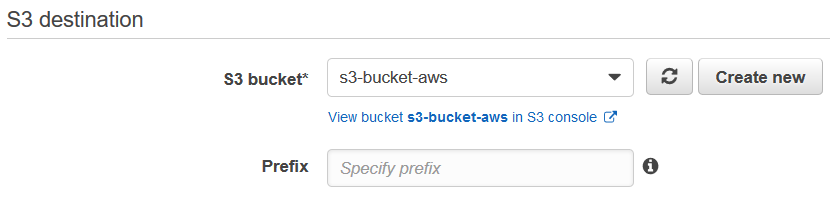 S3 destination
S3 bucket* s3-bucket-aws Create new
View bucket s3-bucket-aws in S3 console
Prefix Specify prefix